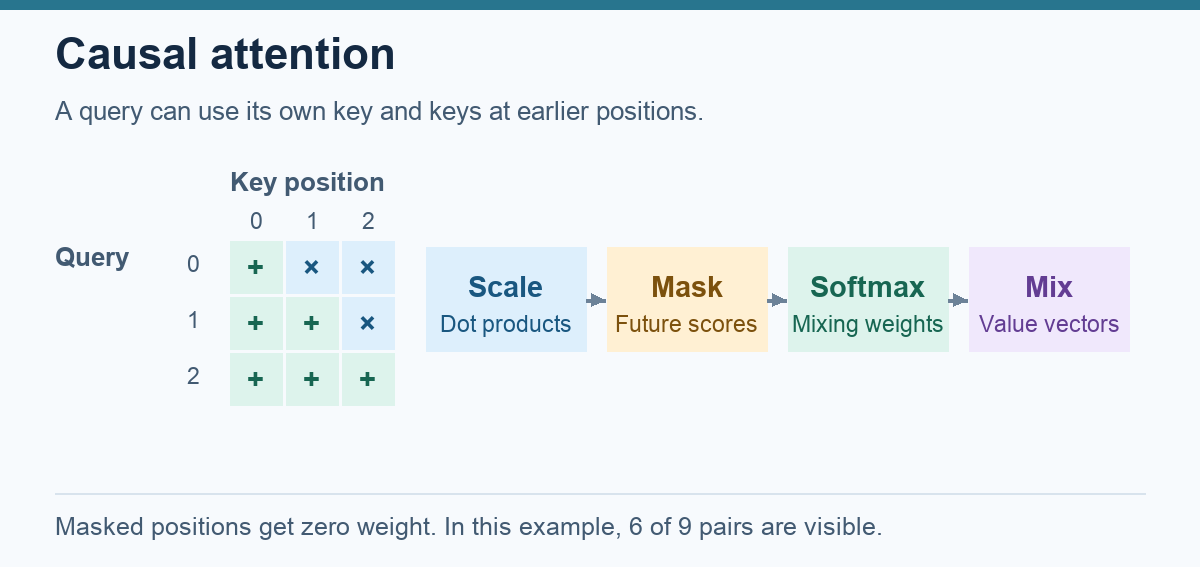 Causal attention
A query can use its own key and keys at earlier positions.
Key position
0 1 2
Query 0 + × ×
1 + + ×
2 + + +
Scale Mask Softmax Mix
Dot products Future scores Mixing weights Value vectors
Masked positions get zero weight. In this example, 6 of 9 pairs are visible.